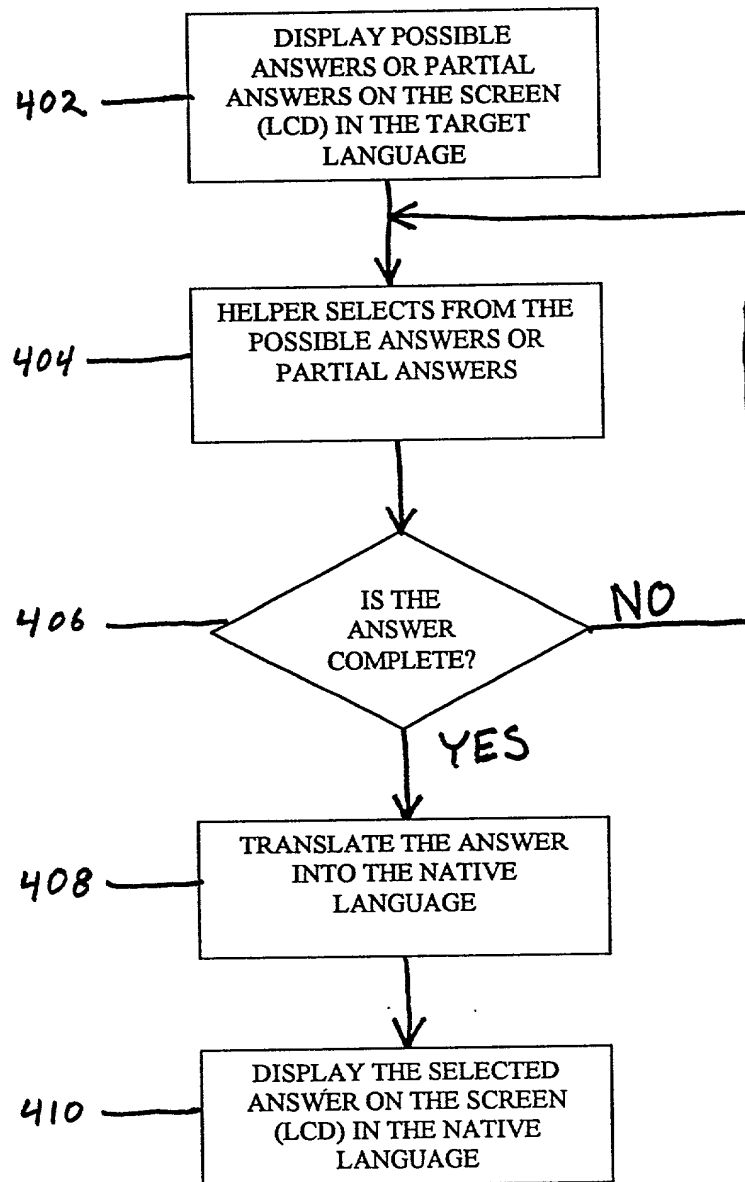 DISPLAY POSSIBLE
ANSWERS OR PARTIAL
ANSWERS ON THE SCREEN
(LCD) IN THE TARGET
LANGUAGE
402
HELPER SELECTS FROM THE
POSSIBLE ANSWERS OR
PARTIAL ANSWERS
404
IS THE
ANSWER
COMPLETE?
406
NO
YES
TRANSLATE THE ANSWER
INTO THE NATIVE
LANGUAGE
408
DISPLAY THE SELECTED
ANSWER ON THE SCREEN
(LCD) IN THE NATIVE
LANGUAGE
410